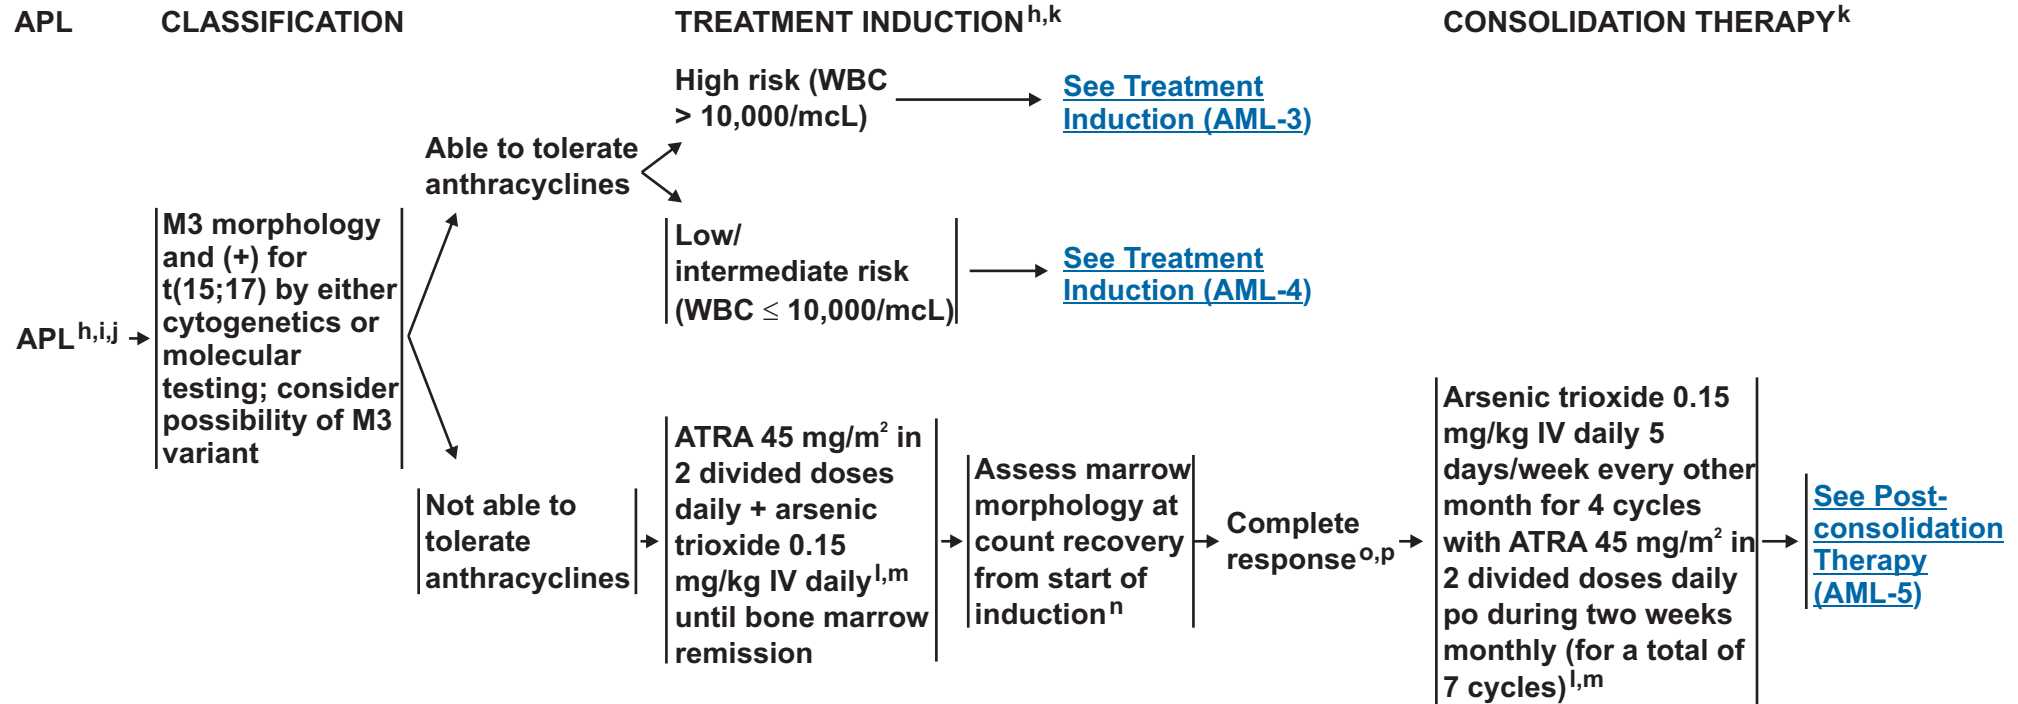 APL CLASSIFICATION TREATMENT INDUCTION h,k CONSOLIDATION THERAPY k
High risk (WBC
> 10,000/mcL)
See Treatment
Induction (AML-3)
Able to tolerate
anthracyclines
Low/
intermediate risk
(WBC ≤ 10,000/mcL)
See Treatment
Induction (AML-4)
APL h,i,j
M3 morphology
and (+) for
t(15;17) by either
cytogenetics or
molecular
testing; consider
possibility of M3
variant
Not able to
tolerate
anthracyclines
ATRA 45 mg/m² in
2 divided doses
daily + arsenic
trioxide 0.15
mg/kg IV daily l,m
until bone marrow
remission
Assess marrow
morphology at
count recovery
from start of
induction n
Complete
response o,p
Arsenic trioxide 0.15
mg/kg IV daily 5
days/week every other
month for 4 cycles
with ATRA 45 mg/m² in
2 divided doses daily
po during two weeks
monthly (for a total of
7 cycles) l,m
See Post-
consolidation
Therapy
(AML-5)